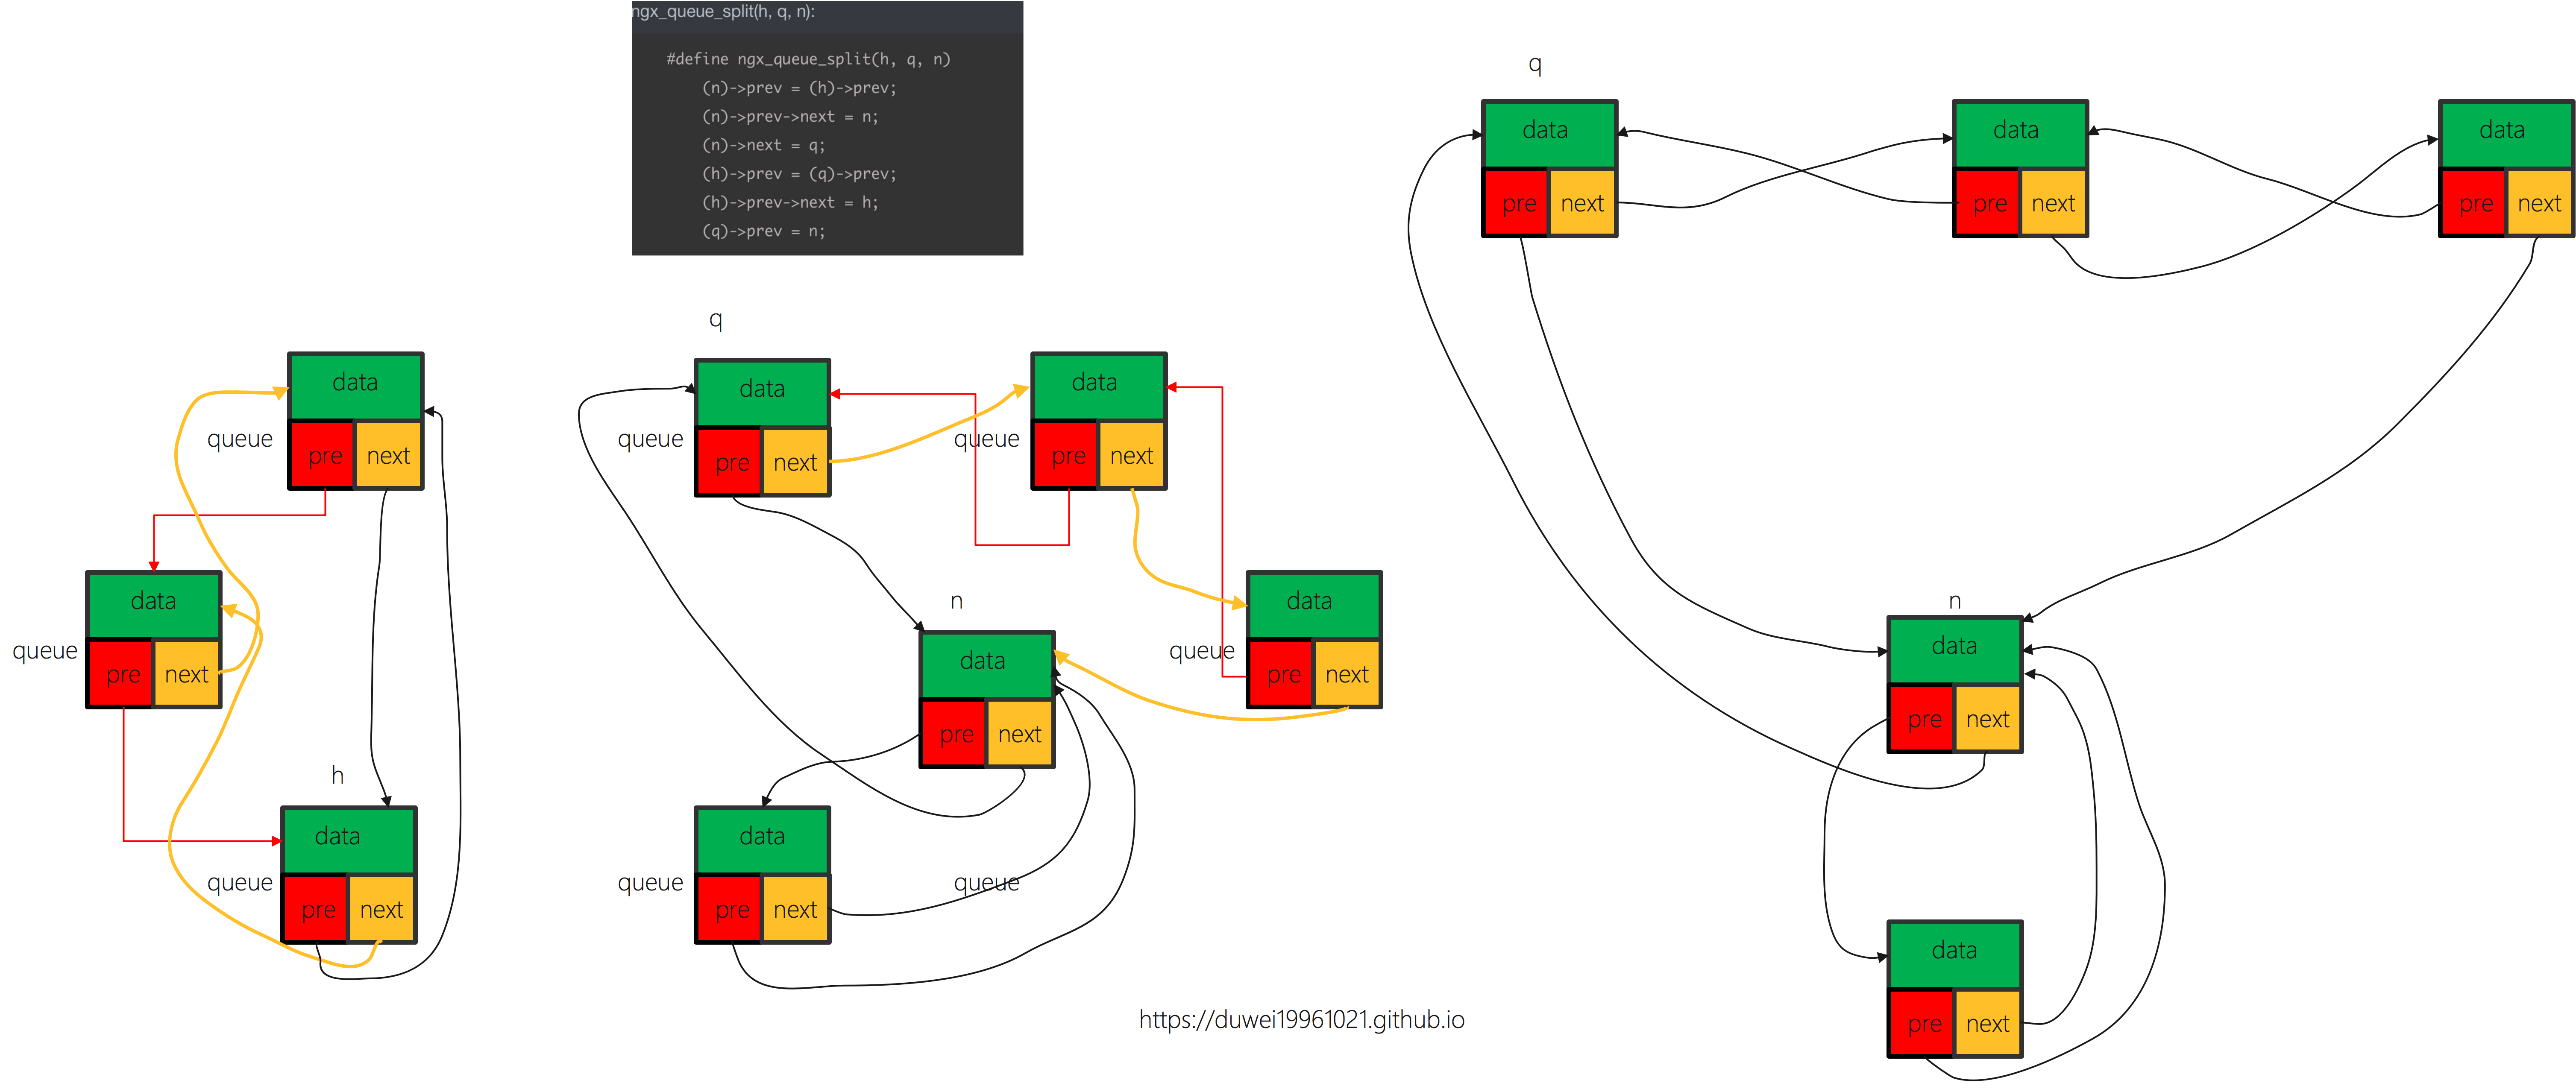 ngx_queue_split(h, q, n):
#define ngx_queue_split(h, q, n)
(n)->prev = (h)->prev;
(n)->prev->next = n;
(n)->next = q;
(h)->prev = (q)->prev;
(h)->prev->next = h;
(q)->prev = n;
q
data
pre next
data
pre next
data
pre next
q
data
queue
pre next
data
queue
pre next
data
queue
pre next
data
queue
pre next
n
data
pre next
data
queue
pre next
n
data
pre next
h
data
queue
pre next
data
queue
pre next
queue
data
pre next
https://duwei19961021.github.io